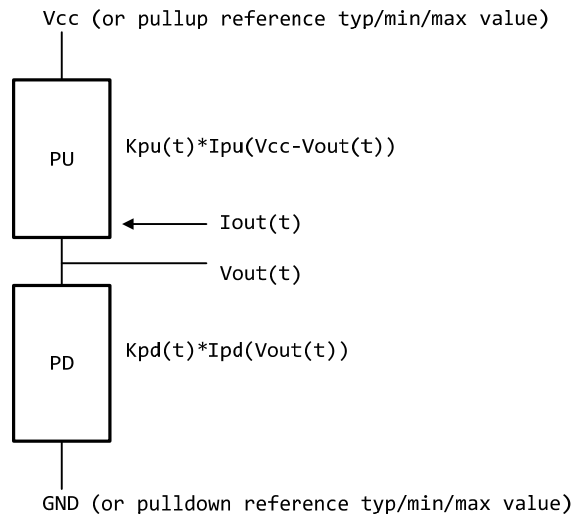 Vcc (or pullup reference typ/min/max value)
PU
Kpu(t)*Ipu(Vcc-Vout(t))
Iout(t)
Vout(t)
PD
Kpd(t)*Ipd(Vout(t))
GND (or pulldown reference typ/min/max value)